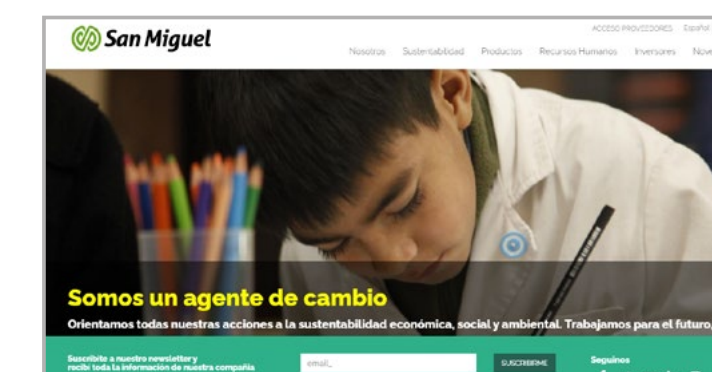 San Miguel
ACCESO PROVEEDORES Español
Nosotros Sustentabilidad Productos Recursos Humanos Inversores
Somos un agente de cambio
Orientamos todas nuestras acciones a la sustentabilidad económica, social y ambiental. Trabajamos para el futuro,
Suscribite a nuestro newsletter y
recibí toda la información de nuestra compañía
email_
SUSCRIBIRME
Seguinos